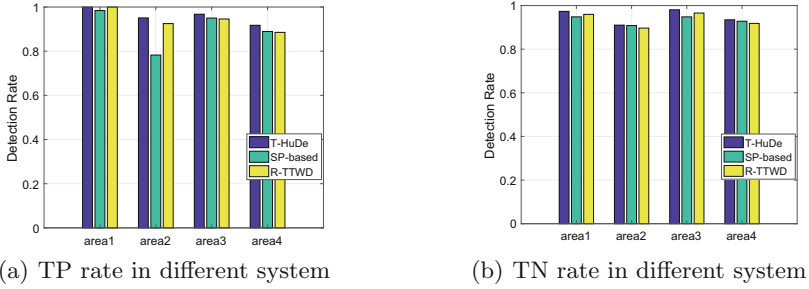 1
0.8
0.6
0.4
0.2
0
Detection Rate
area1 area2 area3 area4
T-HuDe
SP-based
R-TTWD
(a) TP rate in different system
1
0.8
0.6
0.4
0.2
0
Detection Rate
area1 area2 area3 area4
T-HuDe
SP-based
R-TTWD
(b) TN rate in different system